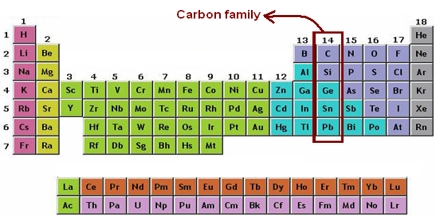 Carbon family
1 18
1 H 2 13 14 15 16 17 He
2 Li Be B C N O F Ne
3 Na Mg 3 4 5 6 7 8 9 10 11 12 Al Si P S Cl Ar
4 K Ca Sc Ti V Cr Mn Fe Co Ni Cu Zn Ga Ge As Se Br Kr
5 Rb Sr Y Zr Nb Mo Tc Ru Rh Pd Ag Cd In Sn Sb Te I Xe
6 Cs Ba Hf Ta W Re Os Ir Pt Au Hg Tl Pb Bi Po At Rn
7 Fr Ra Rf Db Sg Bh Hs Mt
La Ce Pr Nd Pm Sm Eu Gd Tb Dy Ho Er Tm Yb Lu
Ac Th Pa U Np Pu Am Cm Bk Cf Es Fm Md No Lr